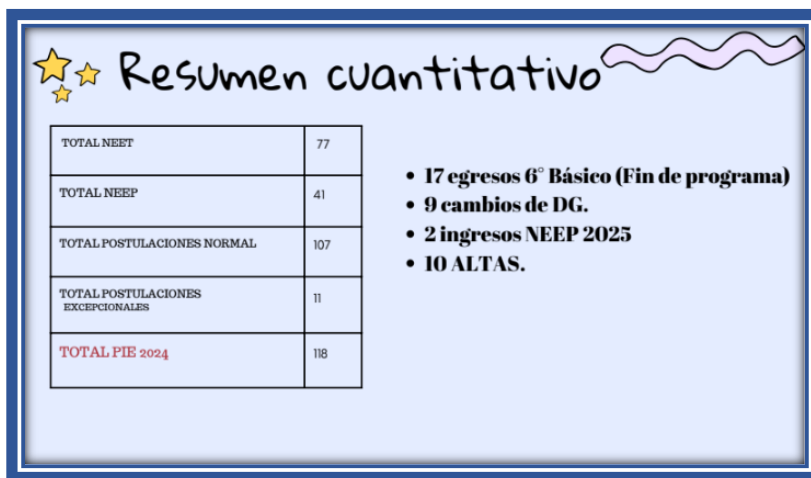 Resumen cuantitativo
TOTAL NEET 77
TOTAL NEEP 41
TOTAL POSTULACIONES NORMAL 107
TOTAL POSTULACIONES
EXCEPCIONALES 11
TOTAL PIE 2024 118
• 17 egresos 6° Básico (Fin de programa)
• 9 cambios de DG.
• 2 ingresos NEEP 2025
• 10 ALTAS.